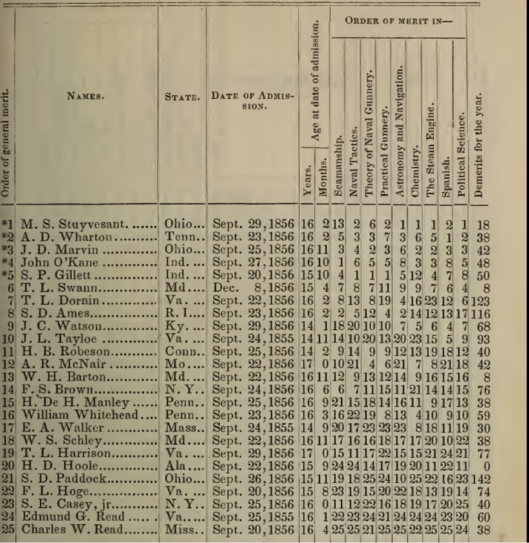 ORDER OF MERIT IN—
Order of general merit.
NAMES.
STATE.
DATE OF ADMIS-
SION.
Age at date of admission.
Years.
Months.
Seamanship.
Naval Tactics.
Theory of Naval Gunnery.
Practical Gunnery.
Astronomy and Navigation.
Chemistry.
The Steam Engine.
Spanish.
Political Science.
Demerits for the year.
*1 M. S. Stuyvesant....... Ohio... Sept. 29,1856 16 2 13 2 6 2 1 1 1 2 1 18
*2 A. D. Wharton.......... Tenn.. Sept. 23,1856 16 2 5 3 3 7 3 6 5 1 2 38
*3 J. D. Marvin........... Ohio... Sept. 25,1856 16 11 3 4 2 3 6 2 2 3 3 42
*4 John O'Kane........... Ind.... Sept. 27,1856 16 10 1 6 5 5 8 3 3 8 5 48
*5 S. P. Gillett........... Ind.... Sept. 20,1856 15 10 4 1 1 1 5 12 4 7 8 50
6 T. L. Swann........... Md.... Dec. 8,1856 15 4 7 8 7 11 9 9 7 6 4 8
7 T. L. Dornin........... Va.... Sept. 22,1856 16 2 8 13 8 19 4 16 23 12 6 123
8 S. D. Ames............ R. I.... Sept. 23,1856 16 2 2 5 12 4 2 14 12 13 17 116
9 J. C. Watson........... Ky.... Sept. 29,1856 14 1 18 20 10 10 7 5 6 4 7 68
10 J. L. Tayloe........... Va.... Sept. 24,1855 14 11 14 10 20 13 20 23 15 5 9 93
11 H. B. Robeson.......... Conn.. Sept. 25,1856 14 2 9 14 9 9 12 13 19 18 12 40
12 A. R. McNair.......... Mo.... Sept. 22,1856 17 0 10 21 4 6 21 7 8 21 18 42
13 W. H. Barton.......... Md.... Sept. 22,1856 16 11 12 9 13 12 14 9 16 15 16 8
14 F. S. Brown............ N. Y.. Sept. 24,1856 16 6 6 7 11 15 11 21 14 14 15 76
15 H. De H. Manley....... Penn.. Sept. 25,1856 16 9 21 15 18 14 16 11 9 17 13 38
16 William Whitehead.... Penn.. Sept. 23,1856 16 3 16 22 19 8 13 4 10 9 10 59
17 E. A. Walker........... Mass.. Sept. 24,1855 14 9 20 17 23 23 23 8 18 11 19 30
18 W. S. Schley........... Md.... Sept. 22,1856 16 11 17 16 16 18 17 17 20 10 22 38
19 T. L. Harrison.......... Va.... Sept. 29,1856 17 0 15 11 17 22 15 15 21 24 21 77
20 H. D. Hoole............ Ala.... Sept. 22,1856 15 9 24 24 14 17 19 20 11 22 11 0
21 S. D. Paddock.......... Ohio... Sept. 26,1856 15 11 19 18 25 24 10 25 22 16 23 142
22 F. L. Hoge............. Va.... Sept. 20,1856 15 8 23 19 15 20 22 18 13 19 14 74
23 S. E. Casey, jr......... N. Y.. Sept. 25,1856 16 0 11 12 22 16 18 19 17 20 25 40
24 Edmund G. Read...... Va.... Sept. 25,1855 16 1 22 23 24 21 24 24 24 23 20 60
25 Charles W. Read....... Miss.. Sept. 20,1856 16 4 25 25 21 25 25 22 25 25 24 38